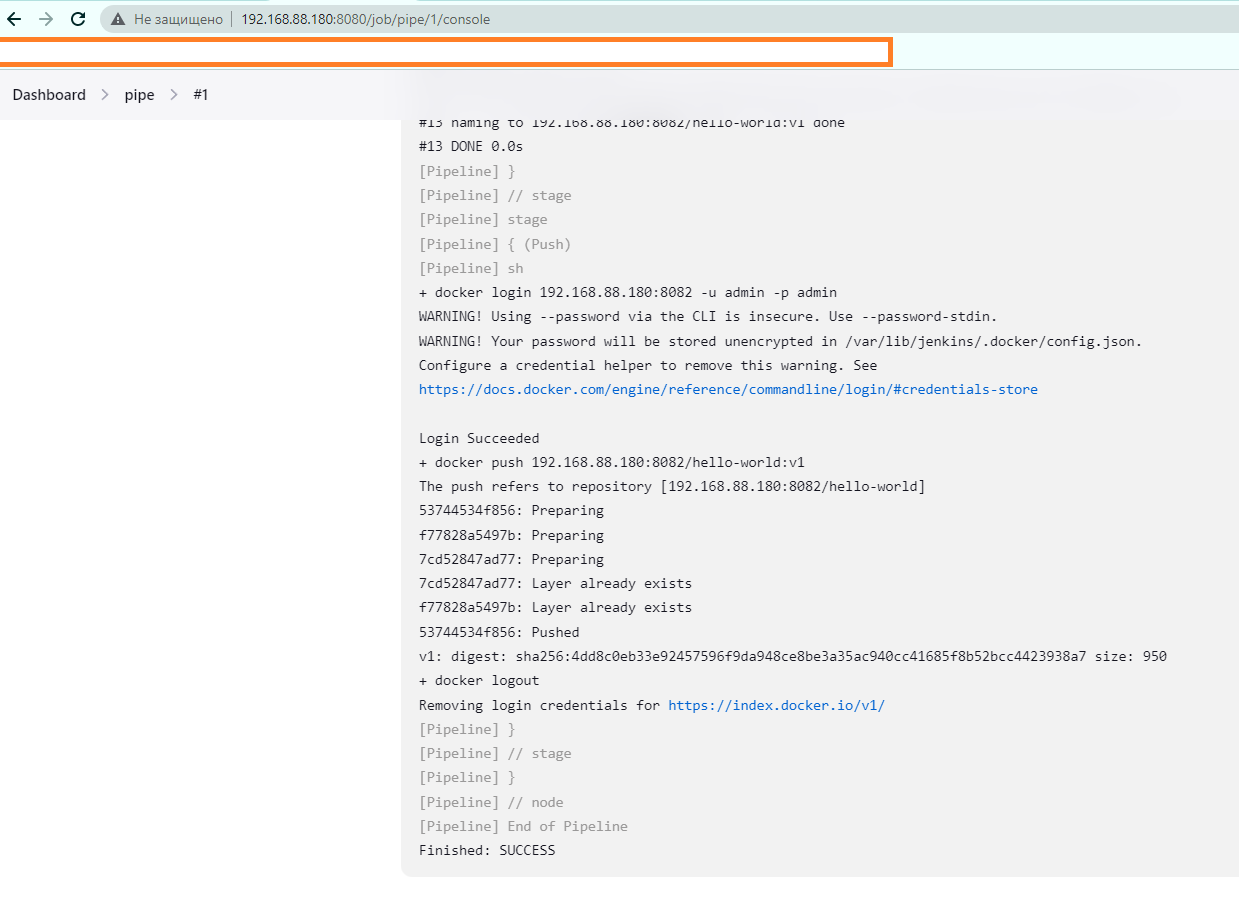 Не защищено 192.168.88.180:8080/job/pipe/1/console
Dashboard > pipe > #1
#13 naming to 192.168.88.180:8082/hello-world:v1 done
#13 DONE 0.0s
[Pipeline] }
[Pipeline] // stage
[Pipeline] stage
[Pipeline] { (Push)
[Pipeline] sh
+ docker login 192.168.88.180:8082 -u admin -p admin
WARNING! Using --password via the CLI is insecure. Use --password-stdin.
WARNING! Your password will be stored unencrypted in /var/lib/jenkins/.docker/config.json.
Configure a credential helper to remove this warning. See
https://docs.docker.com/engine/reference/commandline/login/#credentials-store
Login Succeeded
+ docker push 192.168.88.180:8082/hello-world:v1
The push refers to repository [192.168.88.180:8082/hello-world]
53744534f856: Preparing
f77828a5497b: Preparing
7cd52847ad77: Preparing
7cd52847ad77: Layer already exists
f77828a5497b: Layer already exists
53744534f856: Pushed
v1: digest: sha256:4dd8c0eb33e92457596f9da948ce8be3a35ac940cc41685f8b52bcc4423938a7 size: 950
+ docker logout
Removing login credentials for https://index.docker.io/v1/
[Pipeline] }
[Pipeline] // stage
[Pipeline] }
[Pipeline] // node
[Pipeline] End of Pipeline
Finished: SUCCESS